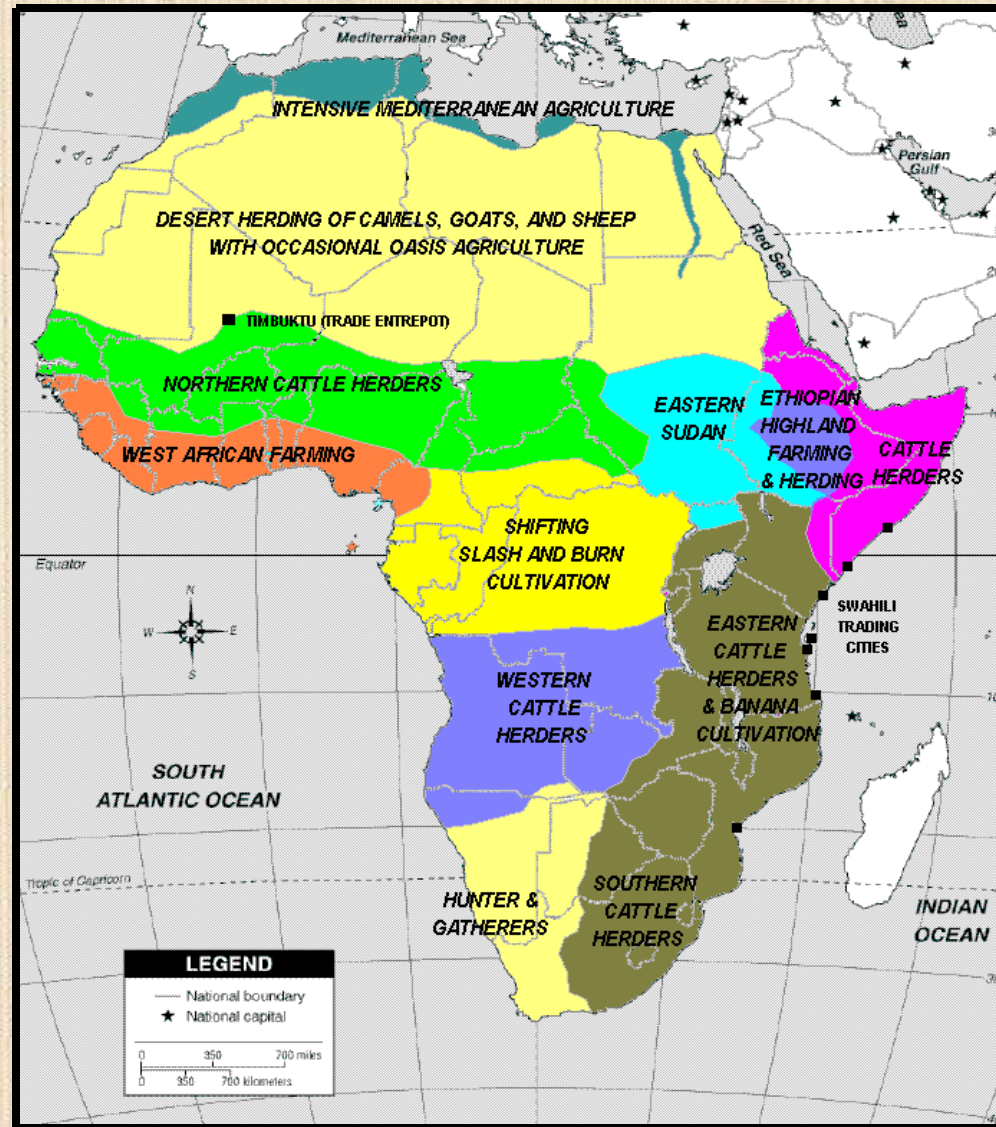 Mediterranean Sea
INTENSIVE MEDITERRANEAN AGRICULTURE
Persian
Gulf
DESERT HERDING OF CAMELS, GOATS, AND SHEEP
WITH OCCASIONAL OASIS AGRICULTURE
Red Sea
TIMBUKTU (TRADE ENTREPOT)
NORTHERN CATTLE HERDERS
EASTERN
SUDAN
ETHIOPIAN
HIGHLAND
FARMING
& HERDING
CATTLE
HERDERS
WEST AFRICAN FARMING
SHIFTING
SLASH AND BURN
CULTIVATION
Equator
N
W
E
S
SWAHILI
TRADING
CITIES
EASTERN
CATTLE
HERDERS
& BANANA
CULTIVATION
WESTERN
CATTLE
HERDERS
10
SOUTH
ATLANTIC OCEAN
Tropic of Capricorn
HUNTER &
GATHERERS
SOUTHERN
CATTLE
HERDERS
INDIAN
OCEAN
LEGEND
National boundary
National capital
0 350 700 miles
0 350 700 kilometers